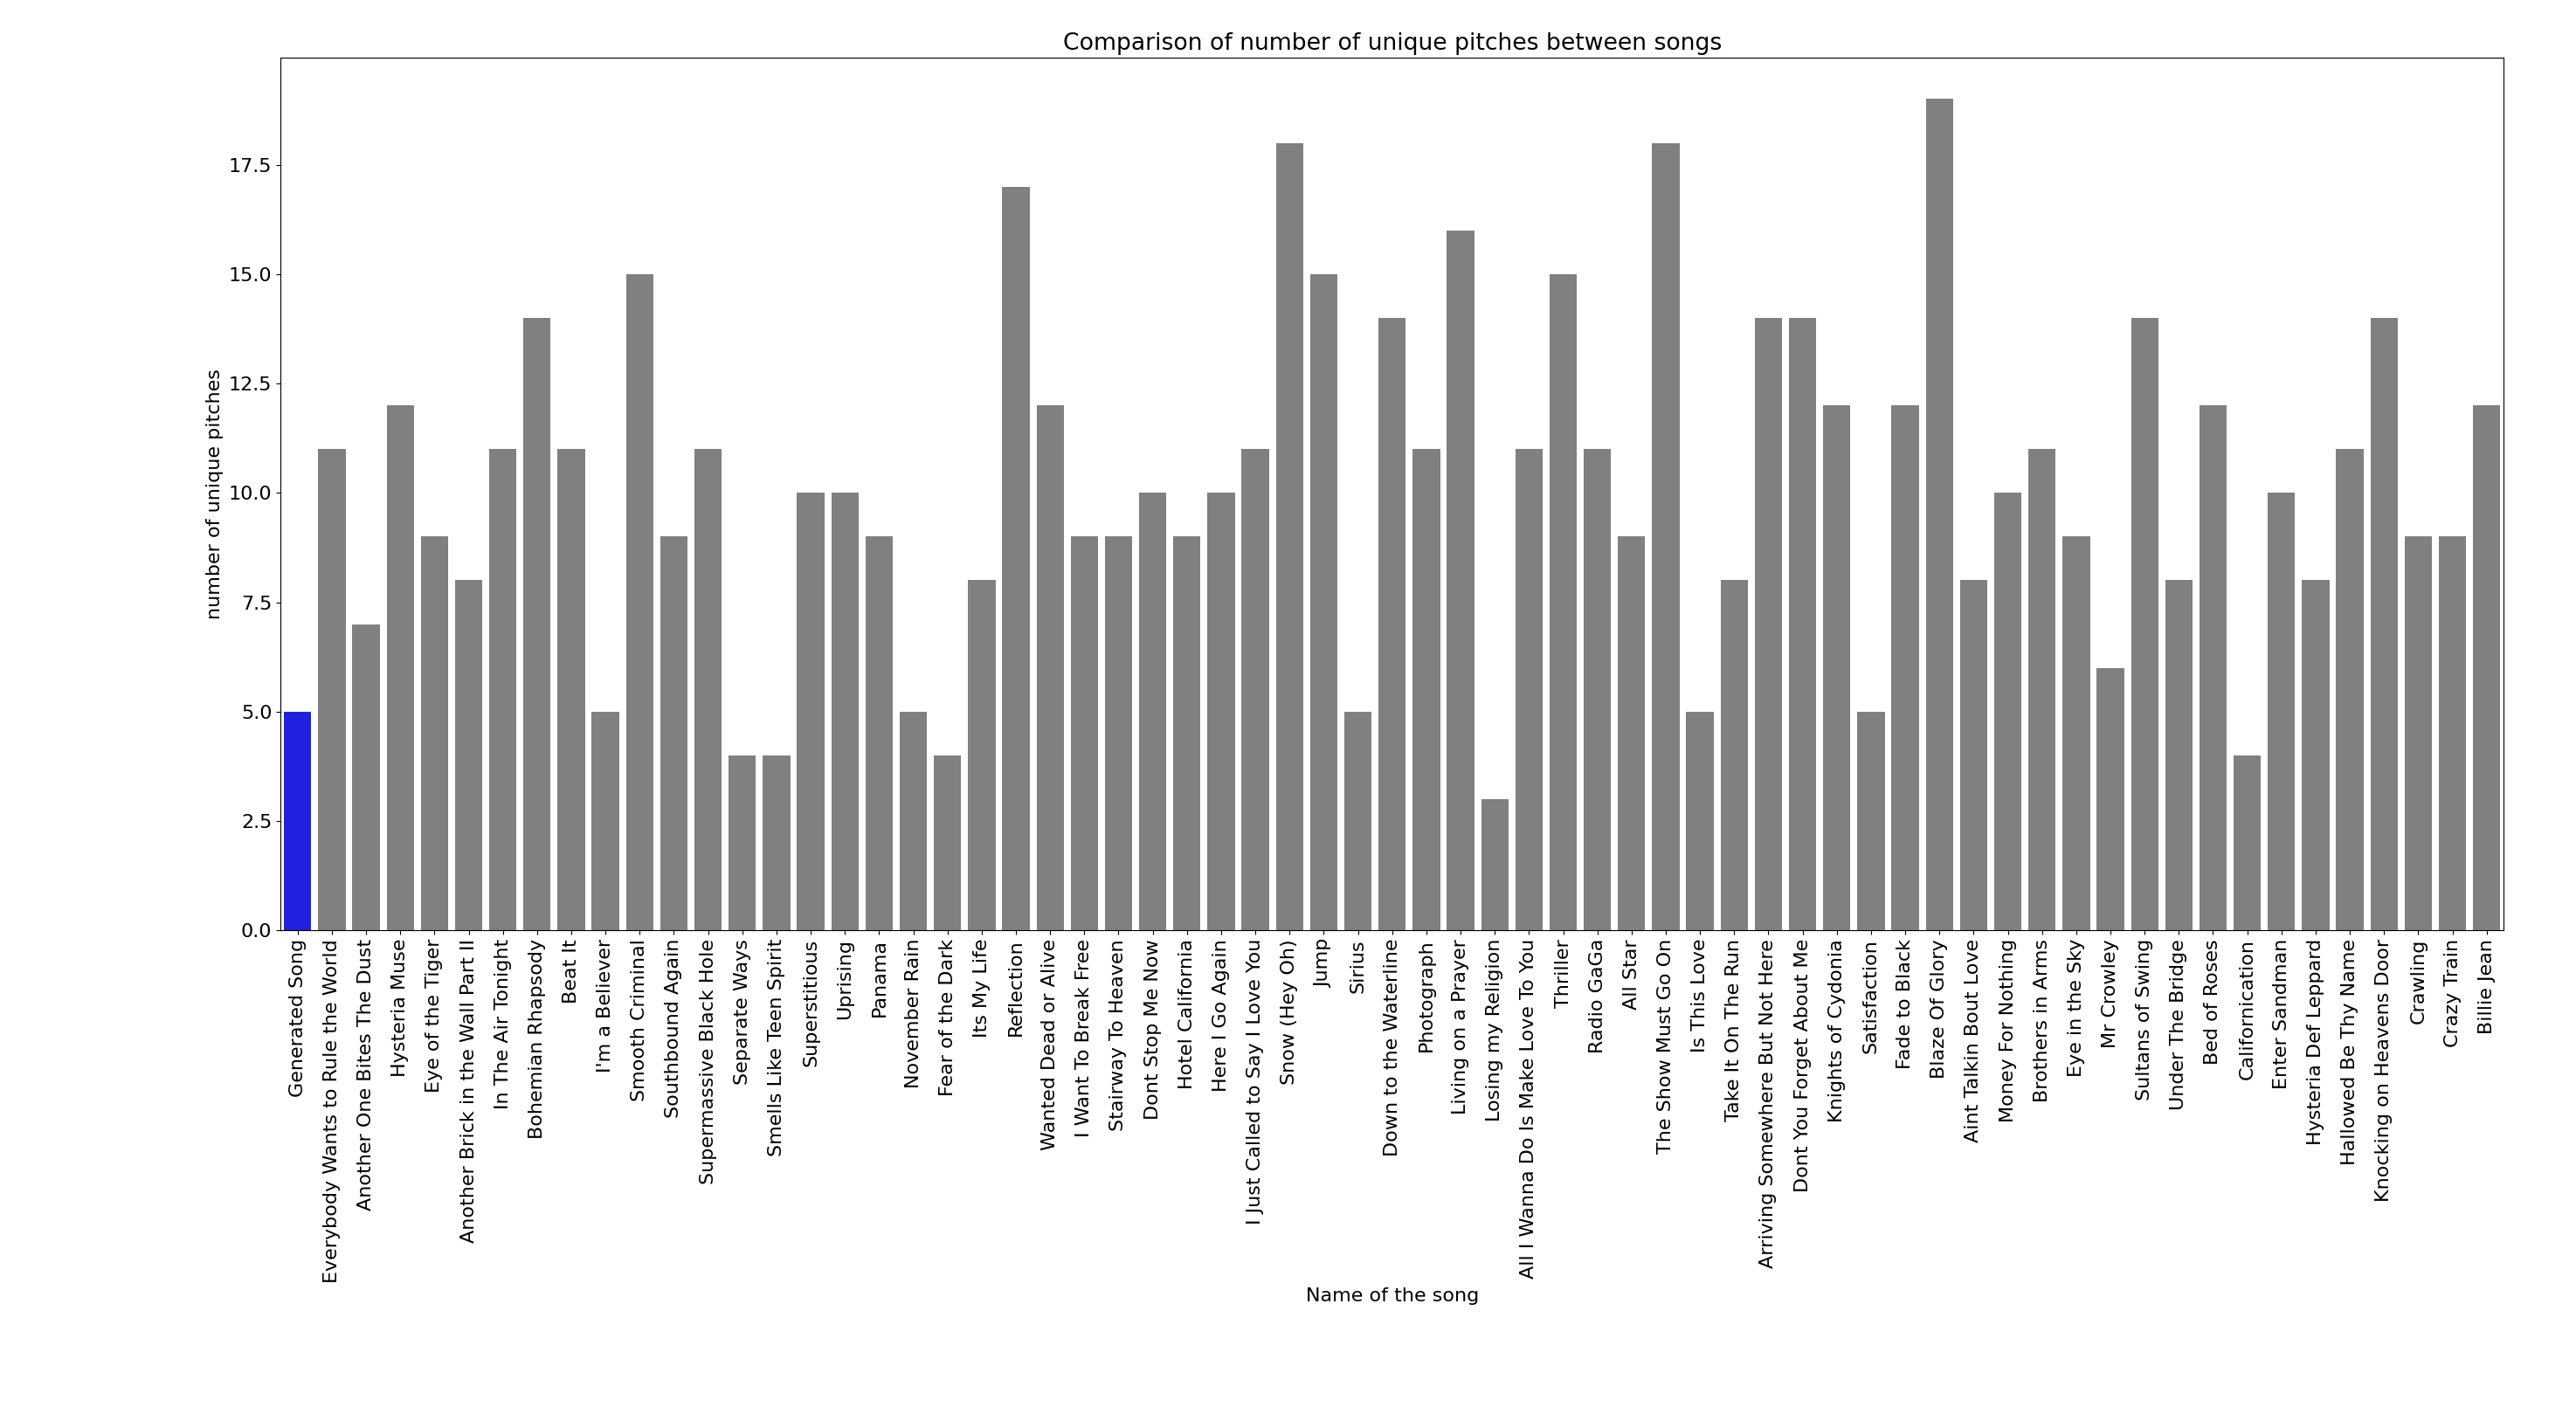 Comparison of number of unique pitches between songs
number of unique pitches
17.5
15.0
12.5
10.0
7.5
5.0
2.5
0.0
Generated Song
Everybody Wants to Rule the World
Another One Bites The Dust
Hysteria Muse
Eye of the Tiger
Another Brick in the Wall Part II
In The Air Tonight
Bohemian Rhapsody
Beat It
I'm a Believer
Smooth Criminal
Southbound Again
Supermassive Black Hole
Separate Ways
Smells Like Teen Spirit
Superstitious
Uprising
Panama
November Rain
Fear of the Dark
Its My Life
Reflection
Wanted Dead or Alive
I Want To Break Free
Stairway To Heaven
Dont Stop Me Now
Hotel California
Here I Go Again
I Just Called to Say I Love You
Snow (Hey Oh)
Jump
Sirius
Down to the Waterline
Photograph
Living on a Prayer
Losing my Religion
All I Wanna Do Is Make Love To You
Thriller
Radio GaGa
All Star
The Show Must Go On
Is This Love
Take It On The Run
Arriving Somewhere But Not Here
Dont You Forget About Me
Knights of Cydonia
Satisfaction
Fade to Black
Blaze Of Glory
Aint Talkin Bout Love
Money For Nothing
Brothers in Arms
Eye in the Sky
Mr Crowley
Sultans of Swing
Under The Bridge
Bed of Roses
Californication
Enter Sandman
Hysteria Def Leppard
Hallowed Be Thy Name
Knocking on Heavens Door
Crawling
Crazy Train
Billie Jean
Name of the song